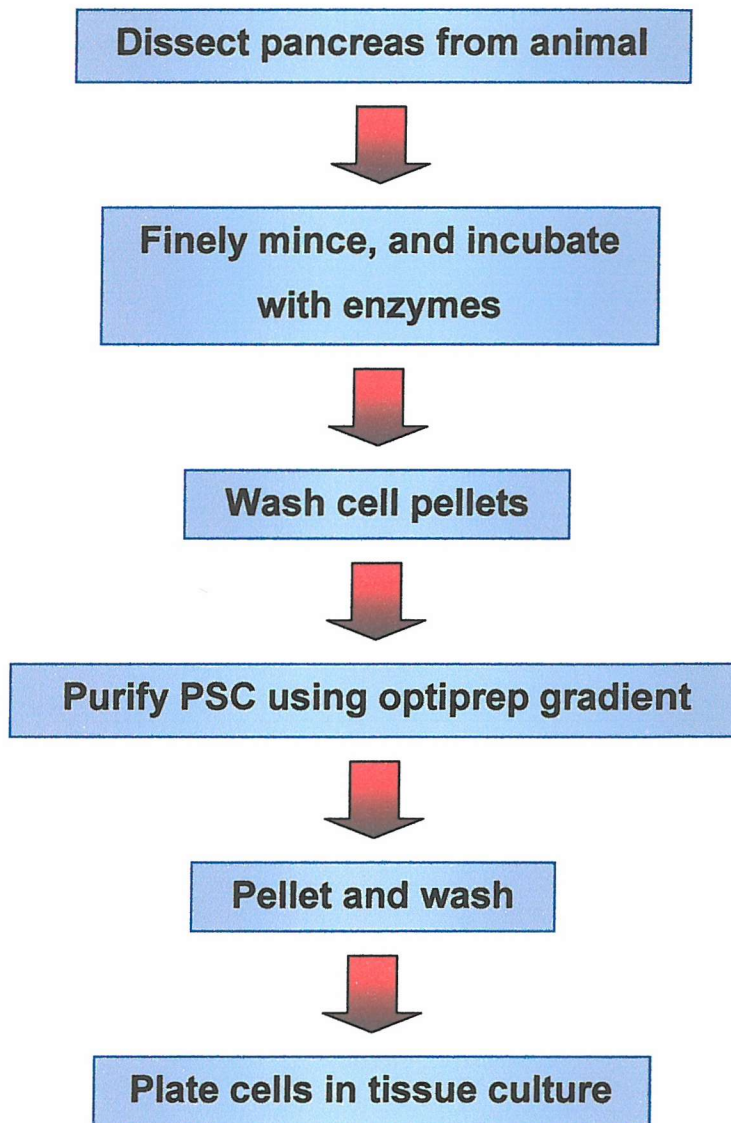 Dissect pancreas from animal
Finely mince, and incubate
with enzymes
Wash cell pellets
Purify PSC using optiprep gradient
Pellet and wash
Plate cells in tissue culture